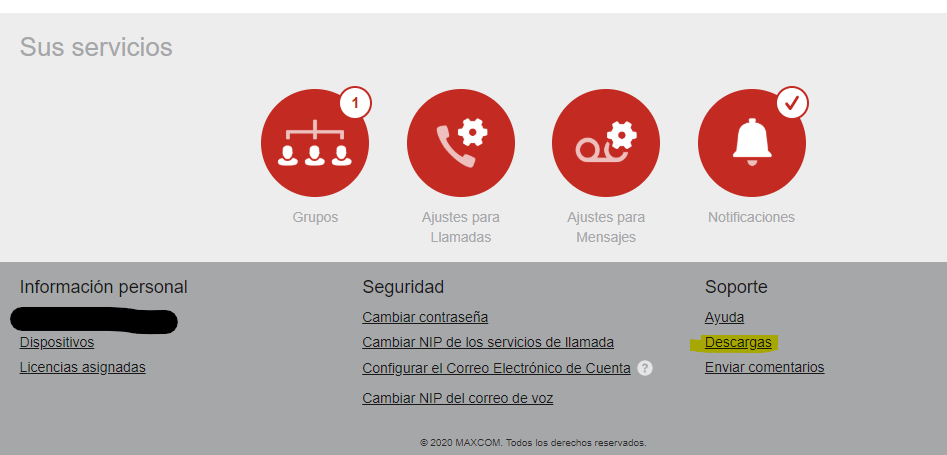 Sus servicios
1
Grupos
Ajustes para
Llamadas
Ajustes para
Mensajes
Notificaciones
Información personal
Dispositivos
Licencias asignadas
Seguridad
Cambiar contraseña
Cambiar NIP de los servicios de llamada
Configurar el Correo Electrónico de Cuenta ?
Cambiar NIP del correo de voz
Soporte
Ayuda
Descargas
Enviar comentarios
© 2020 MAXCOM. Todos los derechos reservados.